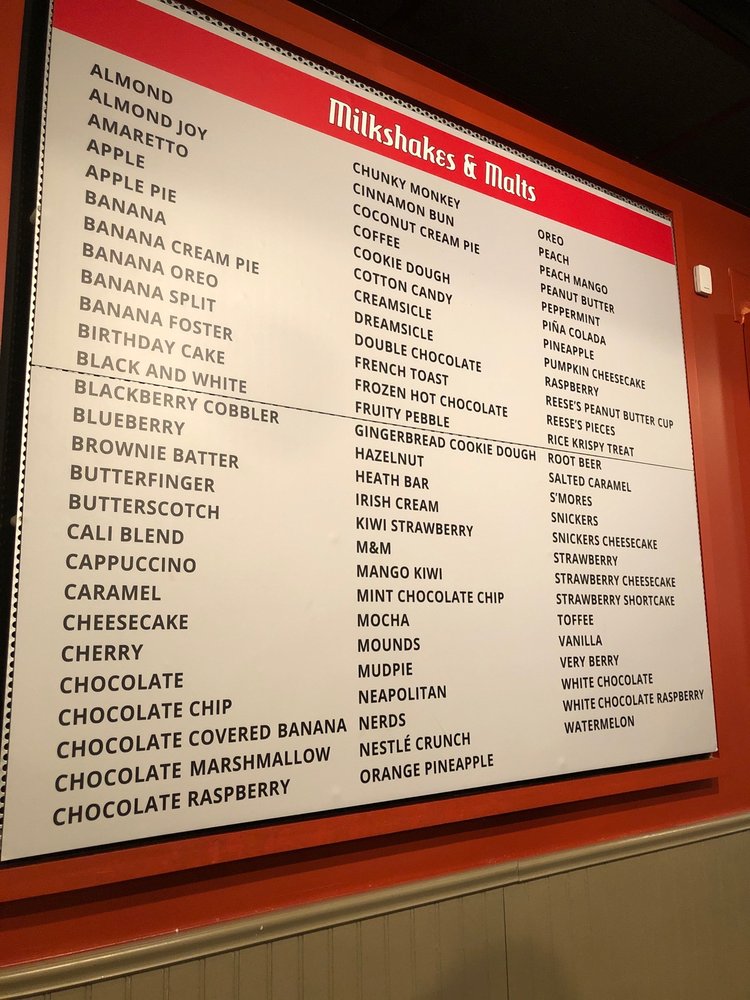 Milkshakes & Malts
ALMOND
ALMOND JOY
AMARETTO
APPLE
APPLE PIE
BANANA
BANANA CREAM PIE
BANANA OREO
BANANA SPLIT
BANANA FOSTER
BIRTHDAY CAKE
BLACK AND WHITE
BLACKBERRY COBBLER
BLUEBERRY
BROWNIE BATTER
BUTTERFINGER
BUTTERSCOTCH
CALI BLEND
CAPPUCCINO
CARAMEL
CHEESECAKE
CHERRY
CHOCOLATE
CHOCOLATE CHIP
CHOCOLATE COVERED BANANA
CHOCOLATE MARSHMALLOW
CHOCOLATE RASPBERRY
CHUNKY MONKEY
CINNAMON BUN
COCONUT CREAM PIE
COFFEE
COOKIE DOUGH
COTTON CANDY
CREAMSICLE
DREAMSICLE
DOUBLE CHOCOLATE
FRENCH TOAST
FROZEN HOT CHOCOLATE
FRUITY PEBBLE
GINGERBREAD COOKIE DOUGH
HAZELNUT
HEATH BAR
IRISH CREAM
KIWI STRAWBERRY
M&M
MANGO KIWI
MINT CHOCOLATE CHIP
MOCHA
MOUNDS
MUDPIE
NEAPOLITAN
NERDS
NESTLÉ CRUNCH
ORANGE PINEAPPLE
OREO
PEACH
PEACH MANGO
PEANUT BUTTER
PEPPERMINT
PIÑA COLADA
PINEAPPLE
PUMPKIN CHEESECAKE
RASPBERRY
REESE'S PEANUT BUTTER CUP
REESE'S PIECES
RICE KRISPY TREAT
ROOT BEER
SALTED CARAMEL
S'MORES
SNICKERS
SNICKERS CHEESECAKE
STRAWBERRY
STRAWBERRY CHEESECAKE
STRAWBERRY SHORTCAKE
TOFFEE
VANILLA
VERY BERRY
WHITE CHOCOLATE
WHITE CHOCOLATE RASPBERRY
WATERMELON